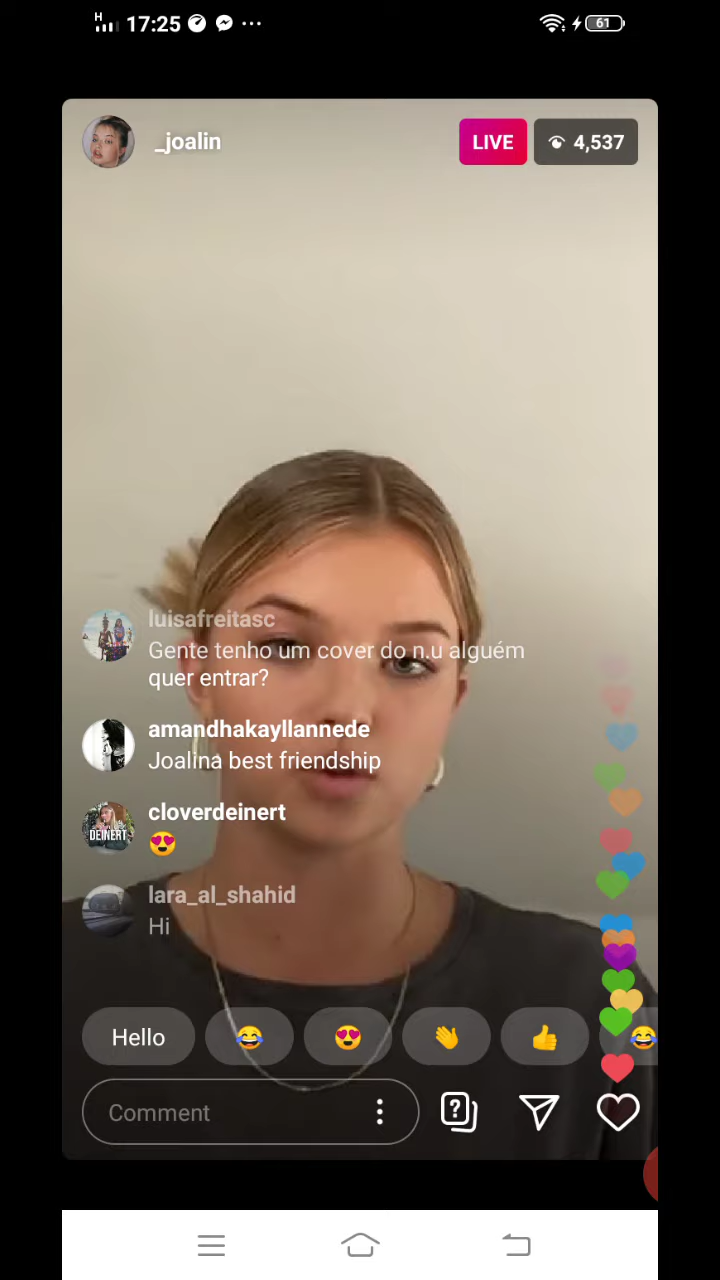 H
17:25
61
_joalin
LIVE
4,537
luisafreitasc
Gente tenho um cover do n.u alguém
quer entrar?
amandhakayllannede
Joalina best friendship
cloverdeinert
DEINERT
😍
lara_al_shahid
Hi
Hello 😂 😍 👋 👍 😂
Comment